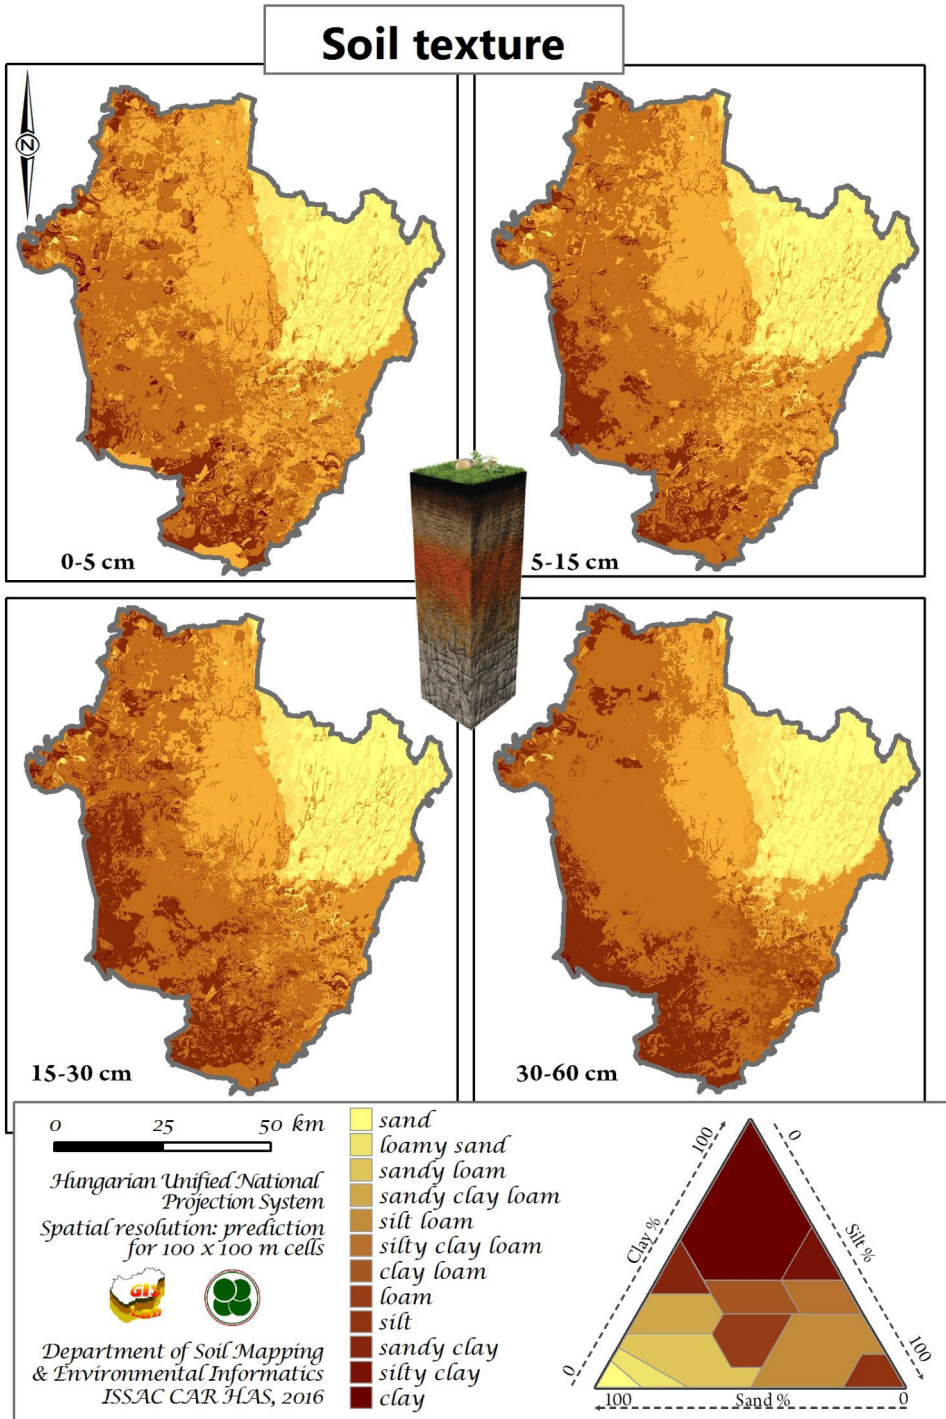 Soil texture
N
0-5 cm
5-15 cm
15-30 cm
30-60 cm
0 25 50 km
Hungarian Unified National
Projection System
Spatial resolution: prediction
for 100 x 100 m cells
GIS
Department of Soil Mapping
& Environmental Informatics
ISSAC CAR HAS, 2016
sand
loamy sand
sandy loam
sandy clay loam
silt loam
silty clay loam
clay loam
loam
silt
sandy clay
silty clay
clay
100
0
Clay %
Silt %
0
100
100
Sand %
0